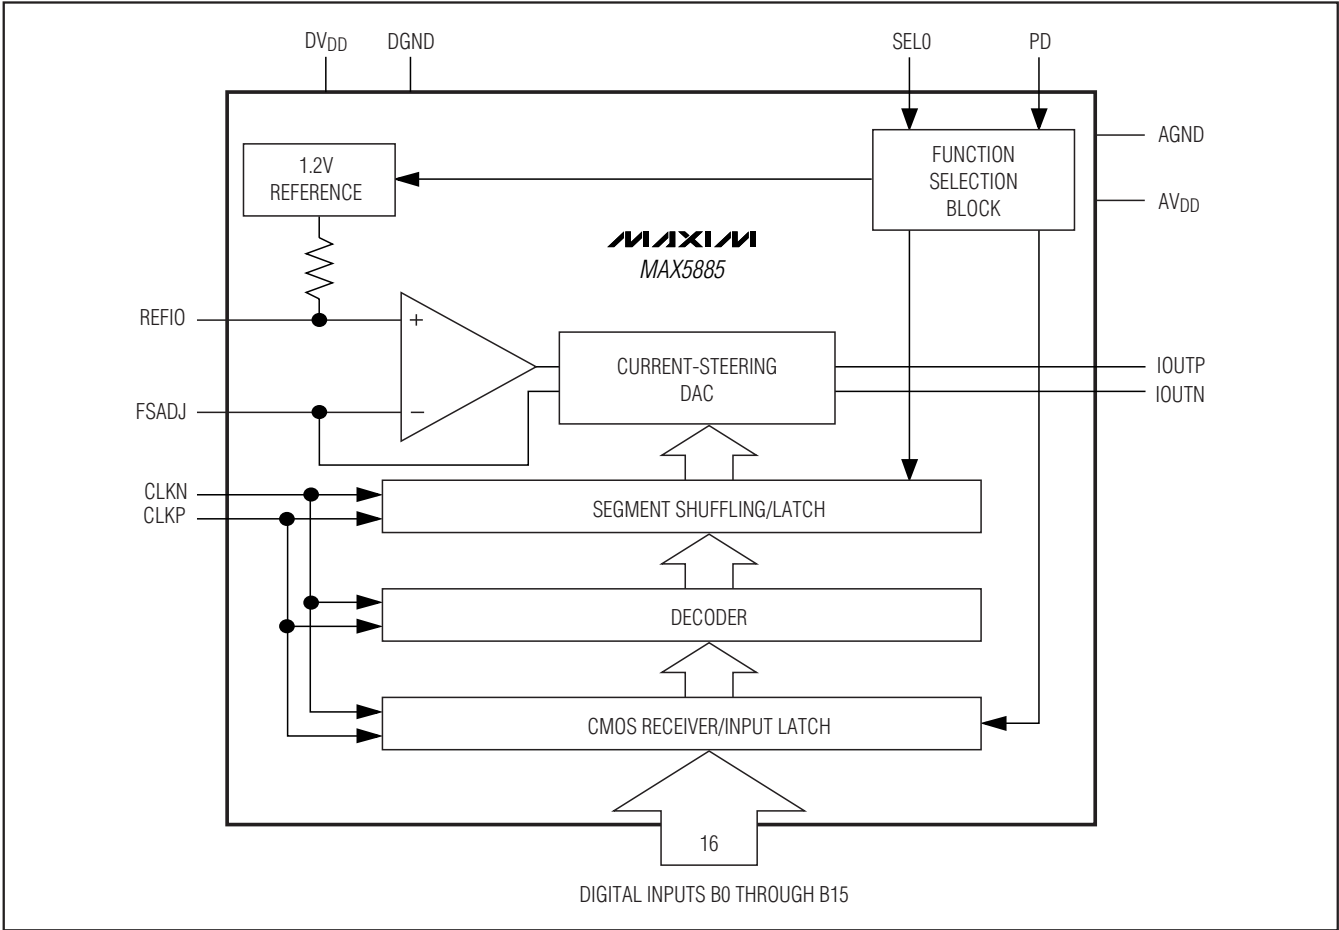 DVDD DGND SEL0 PD
AGND
AVDD
1.2V
REFERENCE
FUNCTION
SELECTION
BLOCK
MAXIM
MAX5885
REFIO
+
FSADJ
−
CURRENT-STEERING
DAC
IOUTP
IOUTN
CLKN
CLKP
SEGMENT SHUFFLING/LATCH
DECODER
CMOS RECEIVER/INPUT LATCH
16
DIGITAL INPUTS B0 THROUGH B15